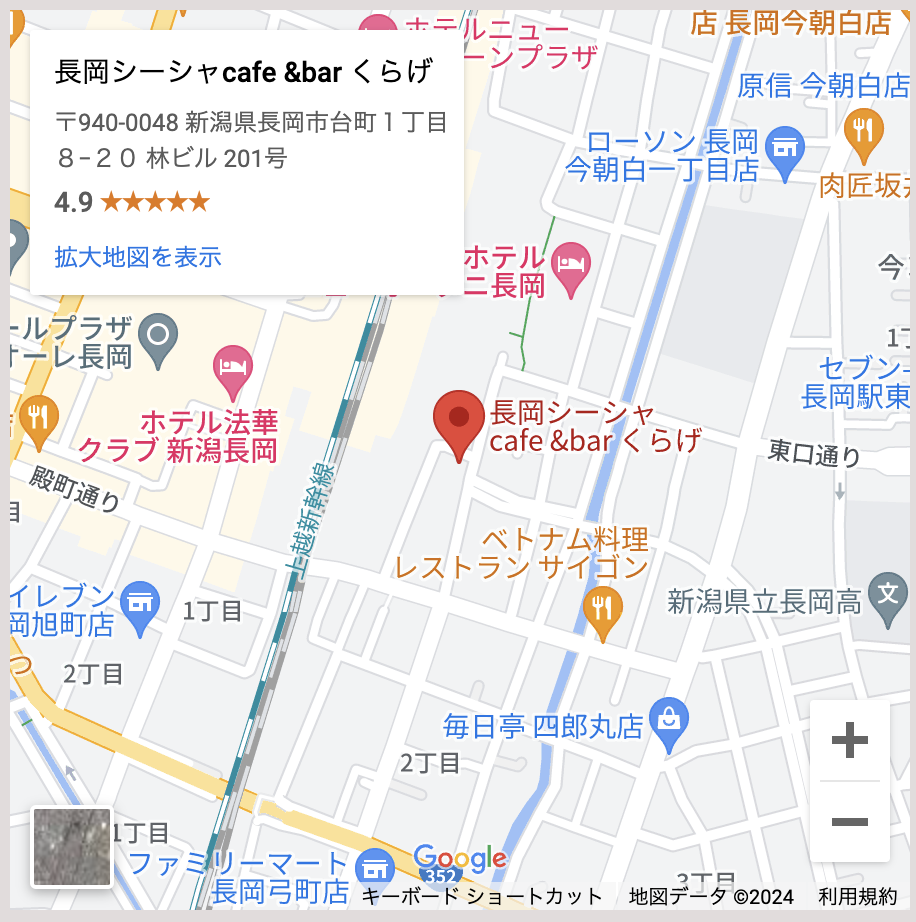 店 長岡今朝白店
ホテルニュー
ーンプラザ
長岡シーシャcafe &bar くらげ
〒940-0048 新潟県長岡市台町１丁目
８−２０ 林ビル 201号
4.9
拡大地図を表示
原信 今朝白店
ローソン 長岡
今朝白一丁目店
肉匠坂
ホテル
ニ長岡
今
ールプラザ
オーレ長岡
1丁
セブン
長岡駅東
ホテル法華
クラブ 新潟長岡
長岡シーシャ
cafe &bar くらげ
東口通り
殿町通り
目
上越新幹線
ベトナム料理
レストラン サイゴン
イレブン
岡旭町店
1丁目
新潟県立長岡高
文
2丁目
つ
毎日亭 四郎丸店
2丁目
1丁目
ファミリーマート
長岡弓町店
Google
352
3丁目
キーボード ショートカット
地図データ ©2024
利用規約